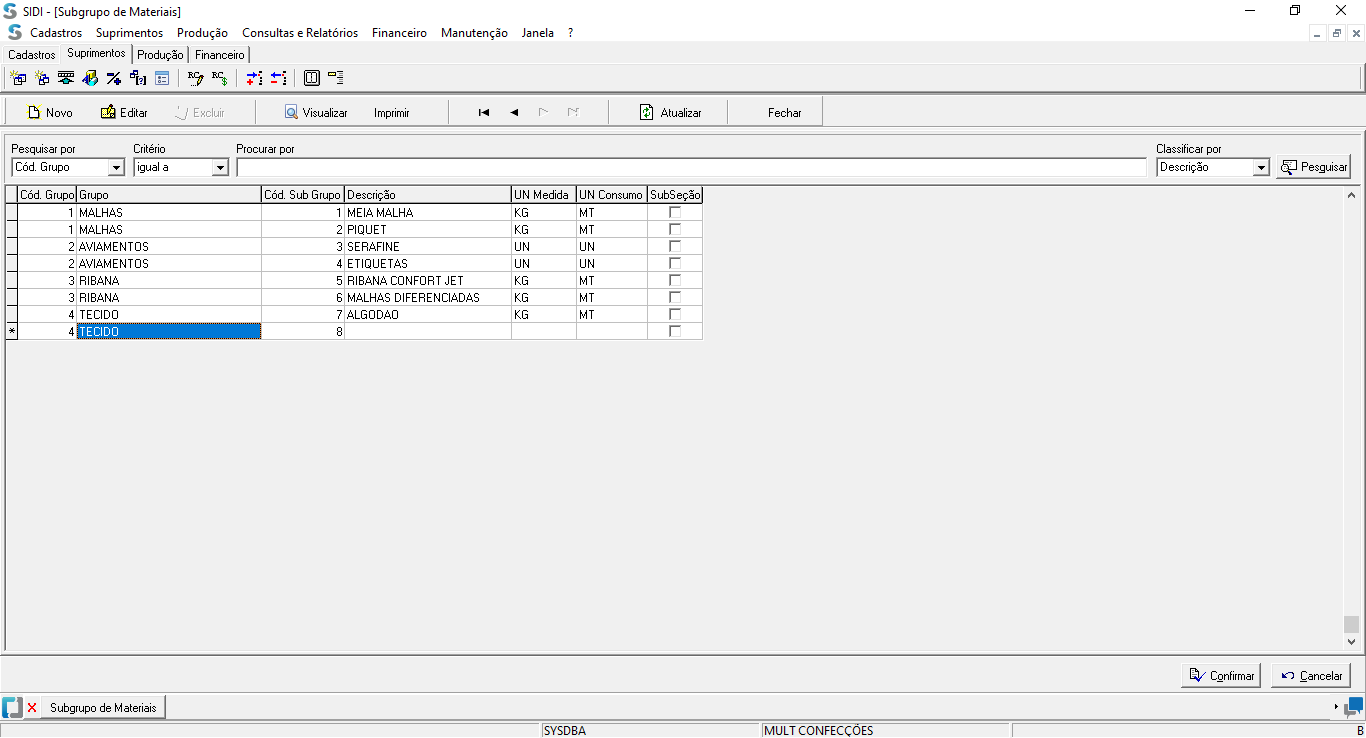 SIDI - [Subgrupo de Materiais]
Cadastros Suprimentos Produção Consultas e Relatórios Financeiro Manutenção Janela ?
Cadastros Suprimentos Produção Financeiro
Novo Editar Excluir Visualizar Imprimir Atualizar Fechar
Pesquisar por Critério Procurar por Classificar por
Cód. Grupo igual a Descrição Pesquisar
Cód. Grupo Grupo Cód. Sub Grupo Descrição UN Medida UN Consumo SubSeção
1 MALHAS 1 MEIA MALHA KG MT
1 MALHAS 2 PIQUET KG MT
2 AVIAMENTOS 3 SERAFINE UN UN
2 AVIAMENTOS 4 ETIQUETAS UN UN
3 RIBANA 5 RIBANA CONFORT JET KG MT
3 RIBANA 6 MALHAS DIFERENCIADAS KG MT
4 TECIDO 7 ALGODAO KG MT
* 4 TECIDO 8
Confirmar Cancelar
Subgrupo de Materiais
SYSDBA MULT CONFECÇÕES B